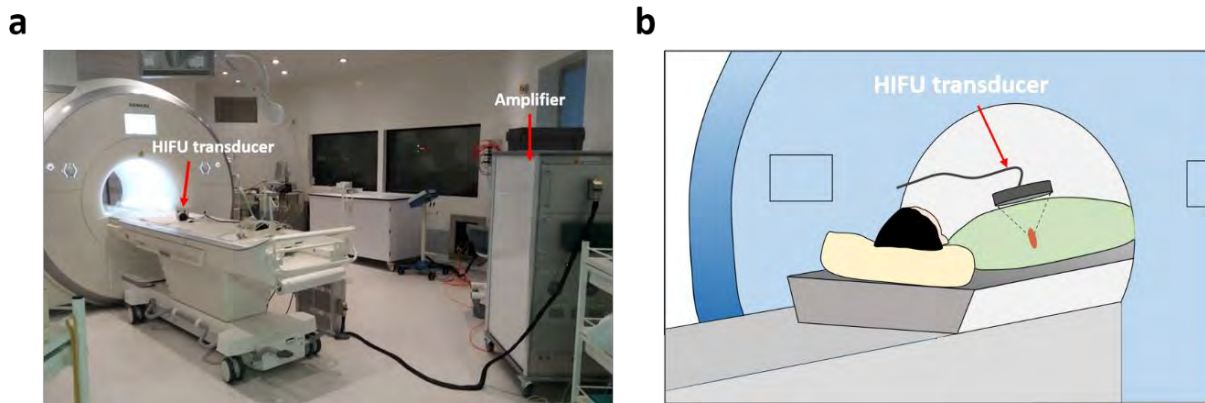 a
SIEMENS
Amplifier
HIFU transducer
b
HIFU transducer